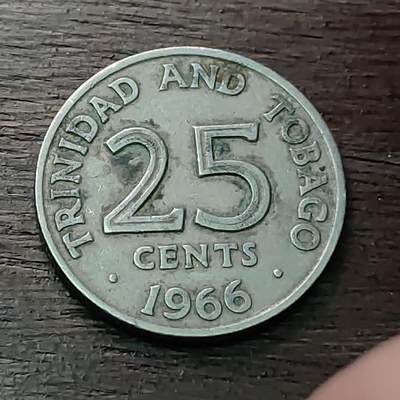 TRINIDAD AND TOBAGO
25
CENTS
· 1966 ·